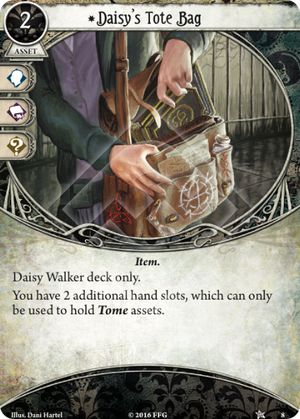 2
Daisy's Tote Bag
ASSET
?
Item.
Daisy Walker deck only.
You have 2 additional hand slots, which can only
be used to hold Tome assets.
Illus. Dani Hartel
© 2016 FFG
8